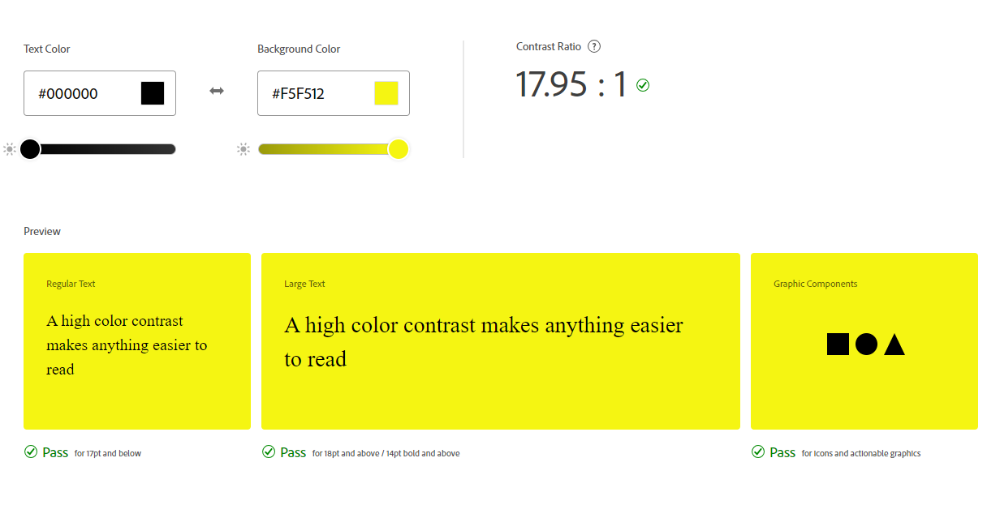 Text Color
Background Color
Contrast Ratio ?
#000000
#F5F512
17.95 : 1
Preview
Regular Text
A high color contrast
makes anything easier to
read
Large Text
A high color contrast makes anything easier
to read
Graphic Components
Pass for 17pt and below
Pass for 18pt and above / 14pt bold and above
Pass for icons and actionable graphics